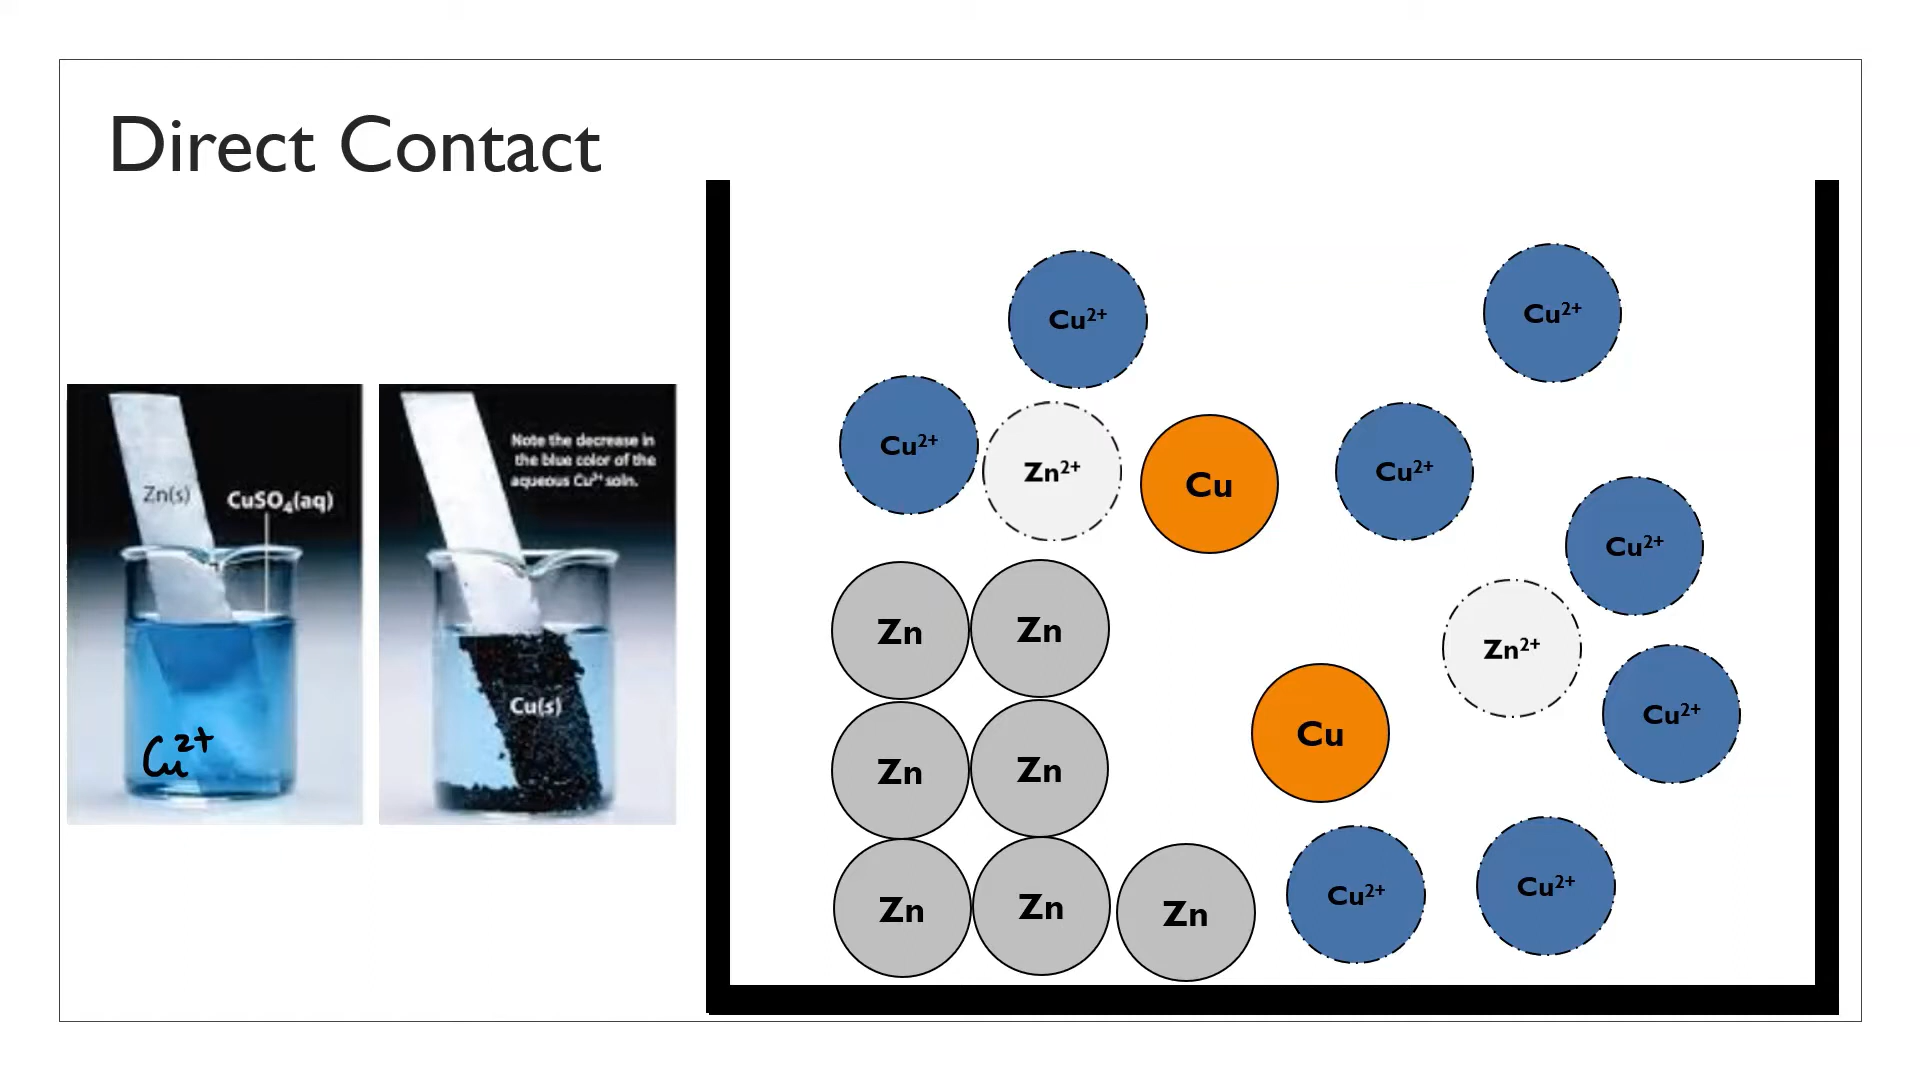 Direct Contact
Zn(s)
CuSO₄(aq)
Cu²⁺
Note the decrease in
the blue color of the
aqueous Cu²⁺ soln.
Cu(s)
Cu²⁺
Cu²⁺
Cu²⁺
Zn²⁺
Cu
Cu²⁺
Cu²⁺
Zn
Zn
Zn²⁺
Cu²⁺
Zn
Zn
Cu
Zn
Zn
Zn
Cu²⁺
Cu²⁺